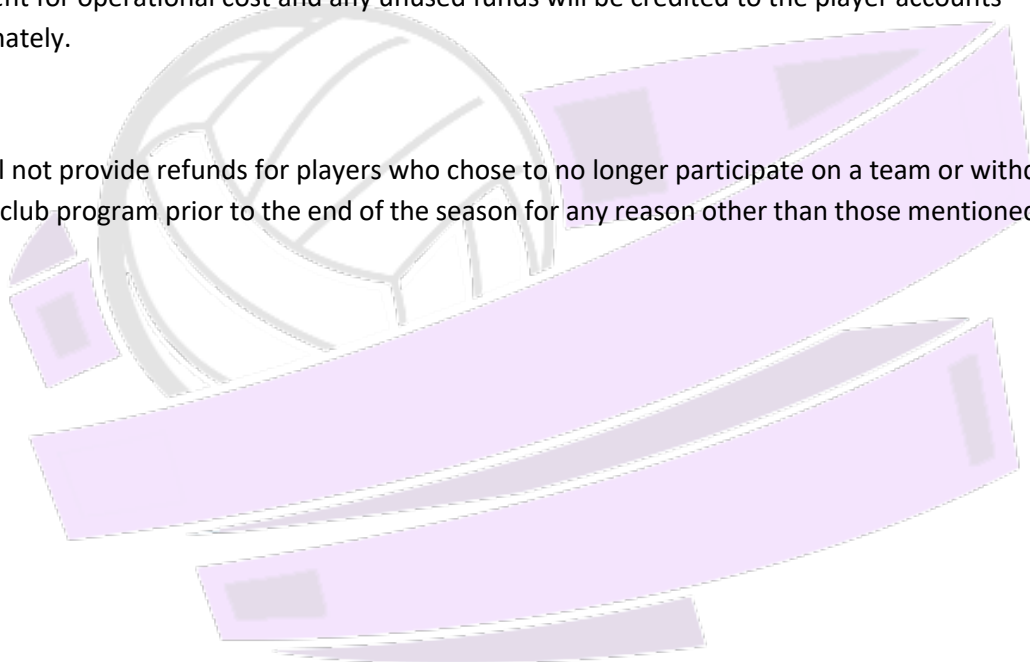 ent for operational cost and any unused funds will be credited to the player accounts
nately.
l not provide refunds for players who chose to no longer participate on a team or withd
club program prior to the end of the season for any reason other than those mentioned